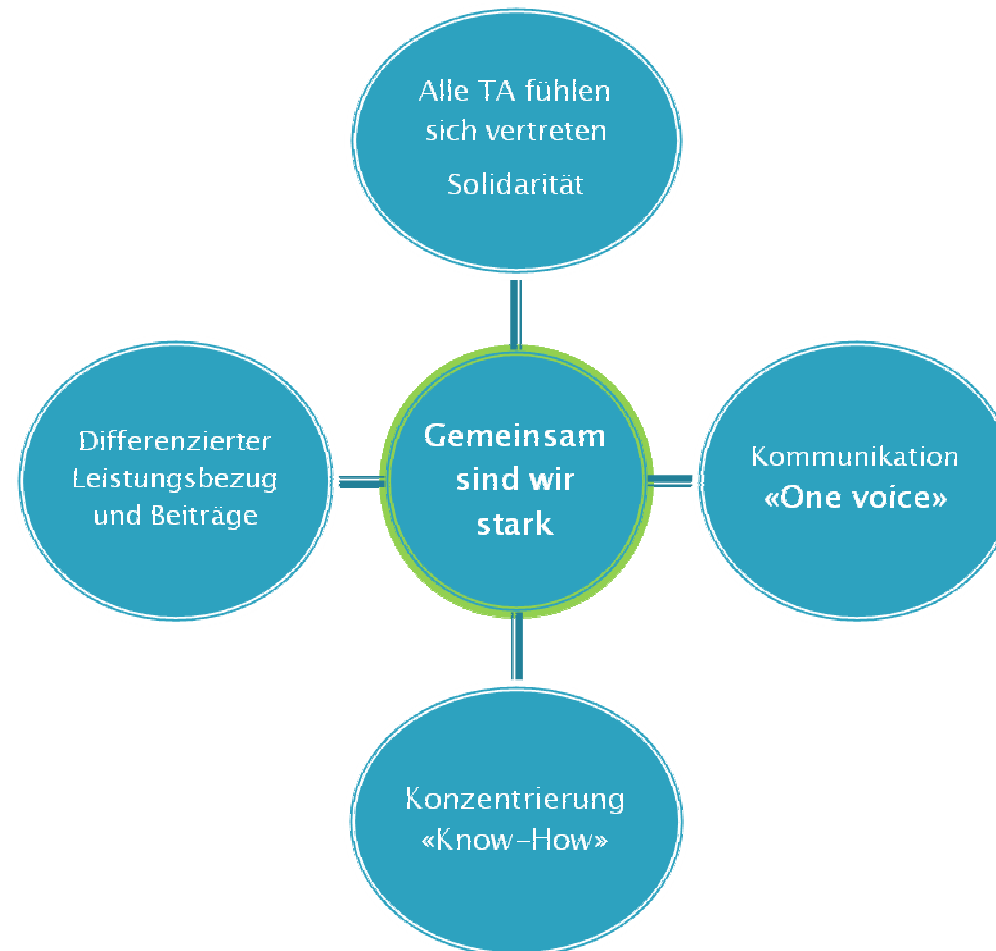 Alle TA fühlen
sich vertreten
Solidarität
Differenzierter
Leistungsbezug
und Beiträge
Gemeinsam
sind wir
stark
Kommunikation
«One voice»
Konzentrierung
«Know-How»